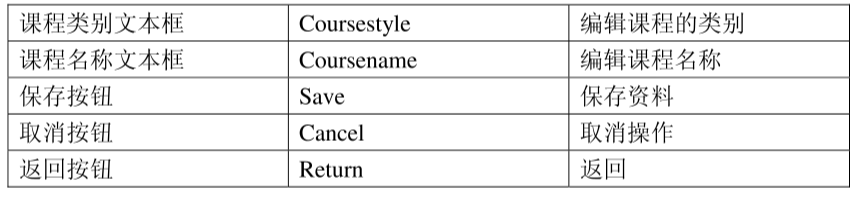 课程类别文本框 Coursestyle 编辑课程的类别
课程名称文本框 Coursename 编辑课程名称
保存按钮 Save 保存资料
取消按钮 Cancel 取消操作
返回按钮 Return 返回